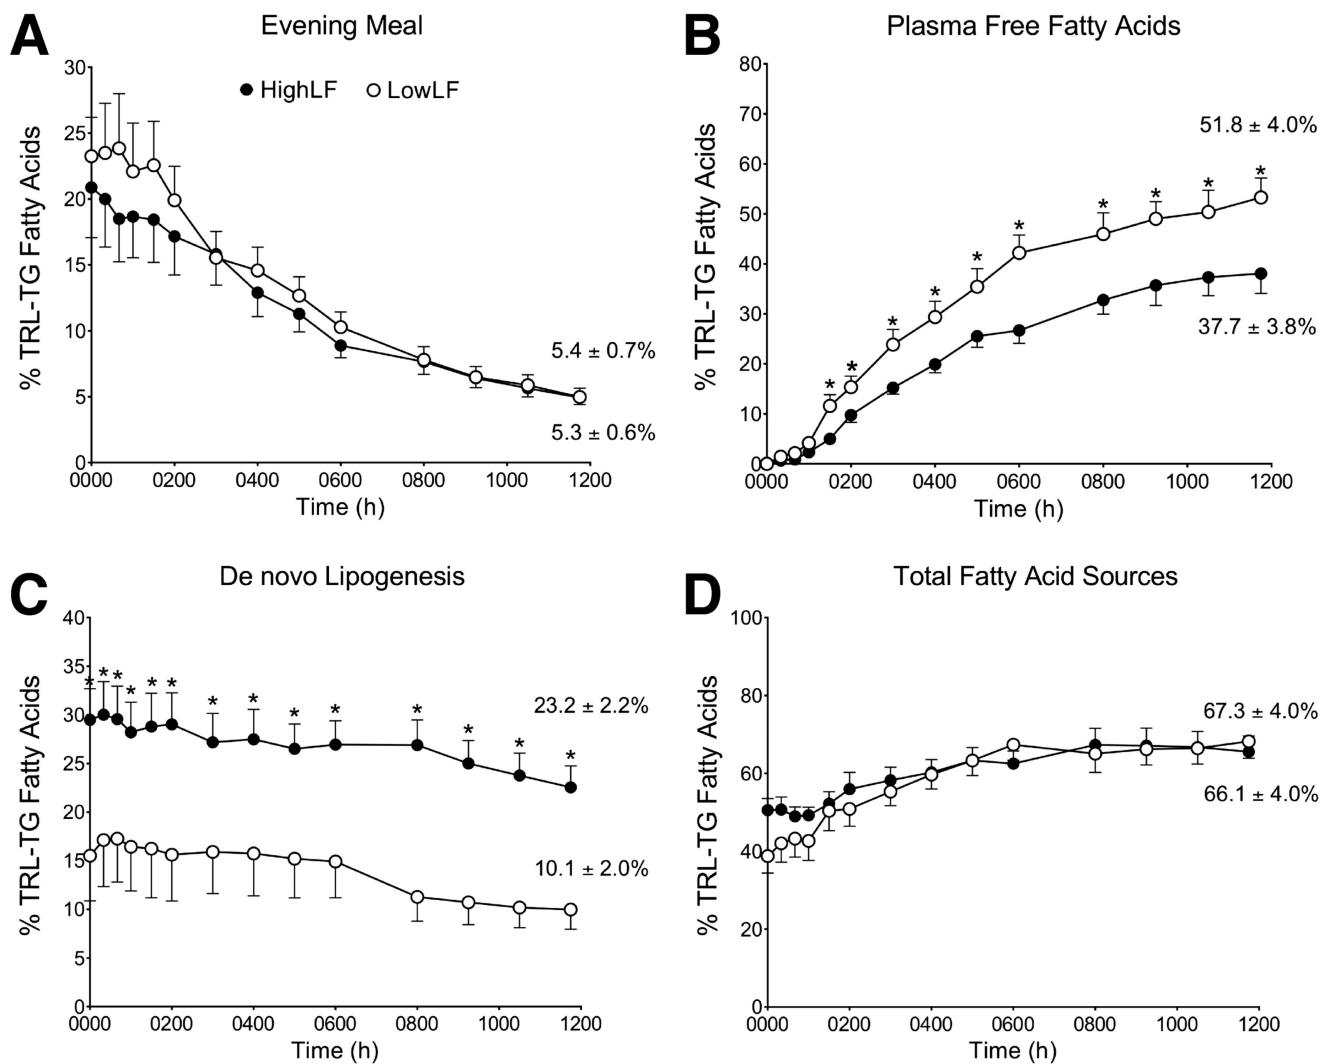 A
Evening Meal
30
25
20
15
10
5
0
% TRL-TG Fatty Acids
HighLF
LowLF
5.4 ± 0.7%
5.3 ± 0.6%
0000 0200 0400 0600 0800 1000 1200
Time (h)
B
Plasma Free Fatty Acids
80
70
60
50
40
30
20
10
0
% TRL-TG Fatty Acids
51.8 ± 4.0%
* * * * * * * * * * *
37.7 ± 3.8%
0000 0200 0400 0600 0800 1000 1200
Time (h)
C
De novo Lipogenesis
40
35
30
25
20
15
10
5
0
% TRL-TG Fatty Acids
* * * * * * * * * * * * * *
23.2 ± 2.2%
10.1 ± 2.0%
0000 0200 0400 0600 0800 1000 1200
Time (h)
D
Total Fatty Acid Sources
100
80
60
40
20
0
% TRL-TG Fatty Acids
67.3 ± 4.0%
66.1 ± 4.0%
0000 0200 0400 0600 0800 1000 1200
Time (h)